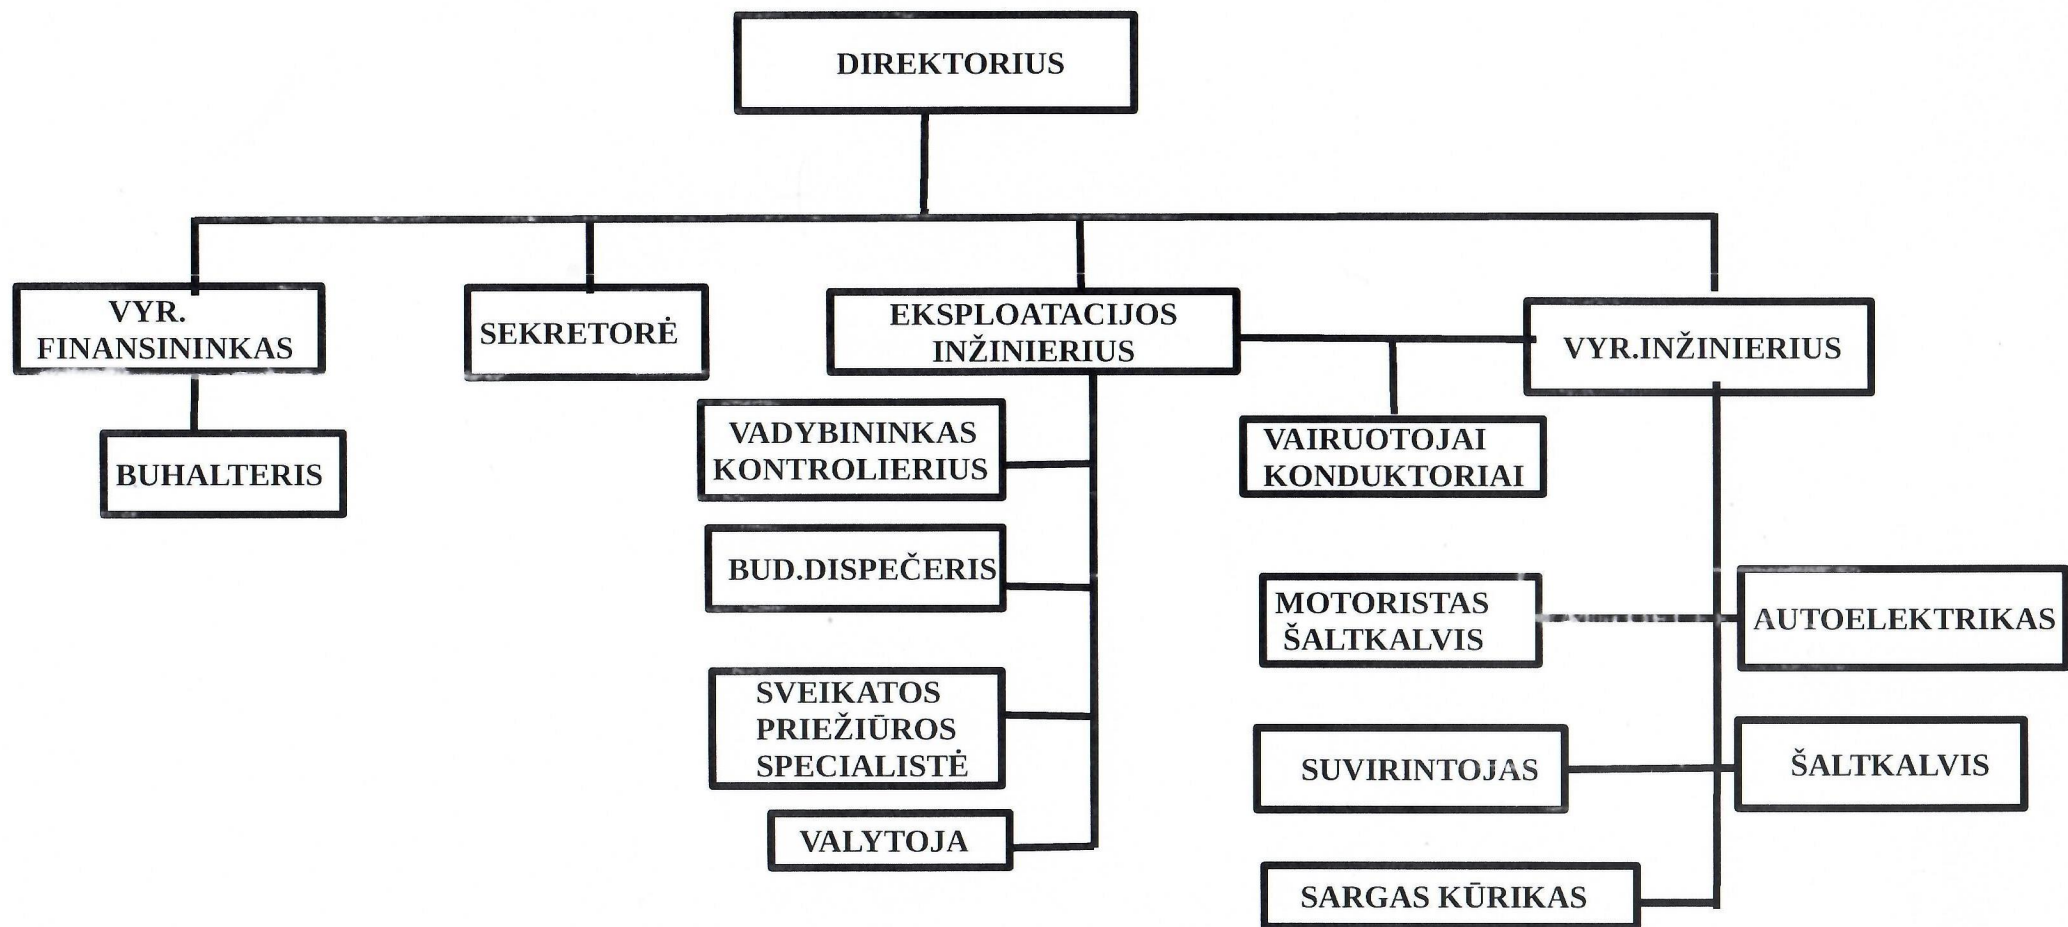 DIREKTORIUS
VYR.
FINANSININKAS
SEKRETORĖ
EKSPLOATACIJOS
INŽINIERIUS
VYR.INŽINIERIUS
BUHALTERIS
VADYBININKAS
KONTROLIERIUS
VAIRUOTOJAI
KONDUKTORIAI
BUD.DISPEČERIS
MOTORISTAS
ŠALTKALVIS
AUTOELEKTRIKAS
SVEIKATOS
PRIEŽIŪROS
SPECIALISTĖ
SUVIRINTOJAS
ŠALTKALVIS
VALYTOJA
SARGAS KŪRIKAS